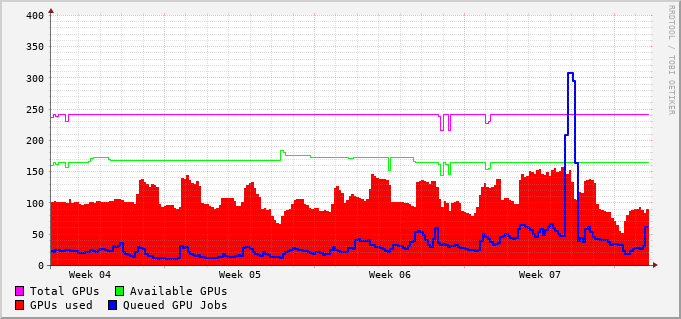 RRDTOOL / TOBI OETIKER
400
350
300
250
200
150
100
50
0
Week 04 Week 05 Week 06 Week 07
Total GPUs Available GPUs
GPUs used Queued GPU Jobs